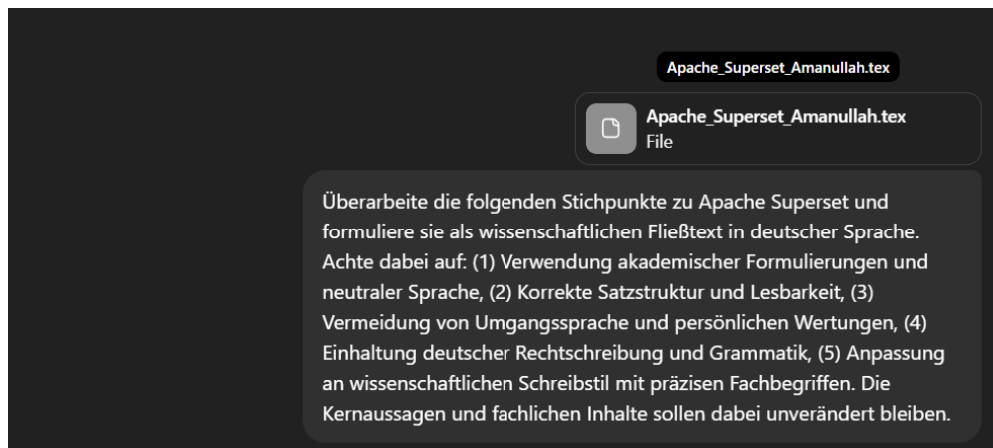 Apache_Superset_Amanullah.tex
Apache_Superset_Amanullah.tex
File
Überarbeite die folgenden Stichpunkte zu Apache Superset und
formuliere sie als wissenschaftlichen Fließtext in deutscher Sprache.
Achte dabei auf: (1) Verwendung akademischer Formulierungen und
neutraler Sprache, (2) Korrekte Satzstruktur und Lesbarkeit, (3)
Vermeidung von Umgangssprache und persönlichen Wertungen, (4)
Einhaltung deutscher Rechtschreibung und Grammatik, (5) Anpassung
an wissenschaftlichen Schreibstil mit präzisen Fachbegriffen. Die
Kernaussagen und fachlichen Inhalte sollen dabei unverändert bleiben.